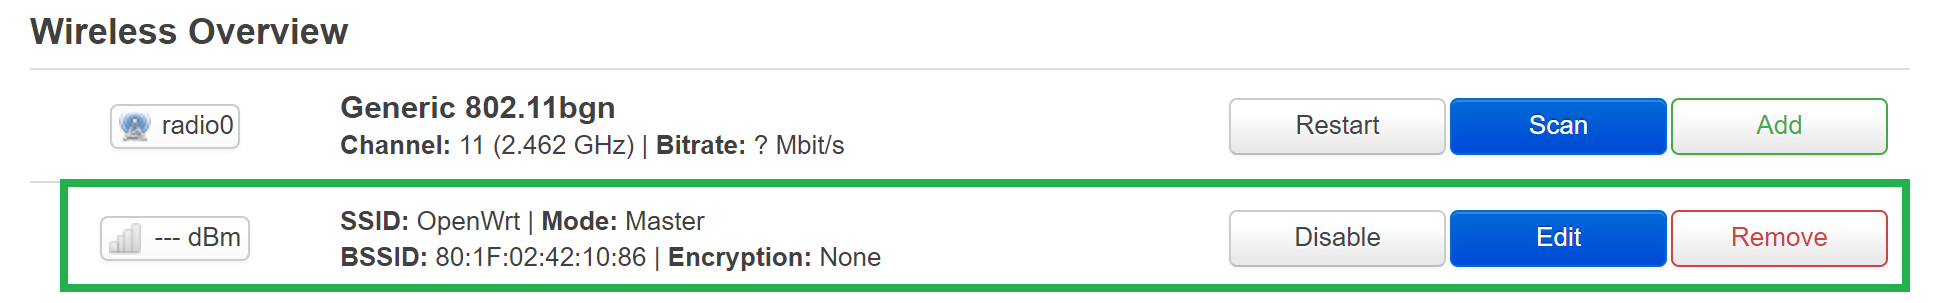 Wireless Overview
radio0
Generic 802.11bgn
Channel: 11 (2.462 GHz) | Bitrate: ? Mbit/s
Restart
Scan
Add
--- dBm
SSID: OpenWrt | Mode: Master
BSSID: 80:1F:02:42:10:86 | Encryption: None
Disable
Edit
Remove